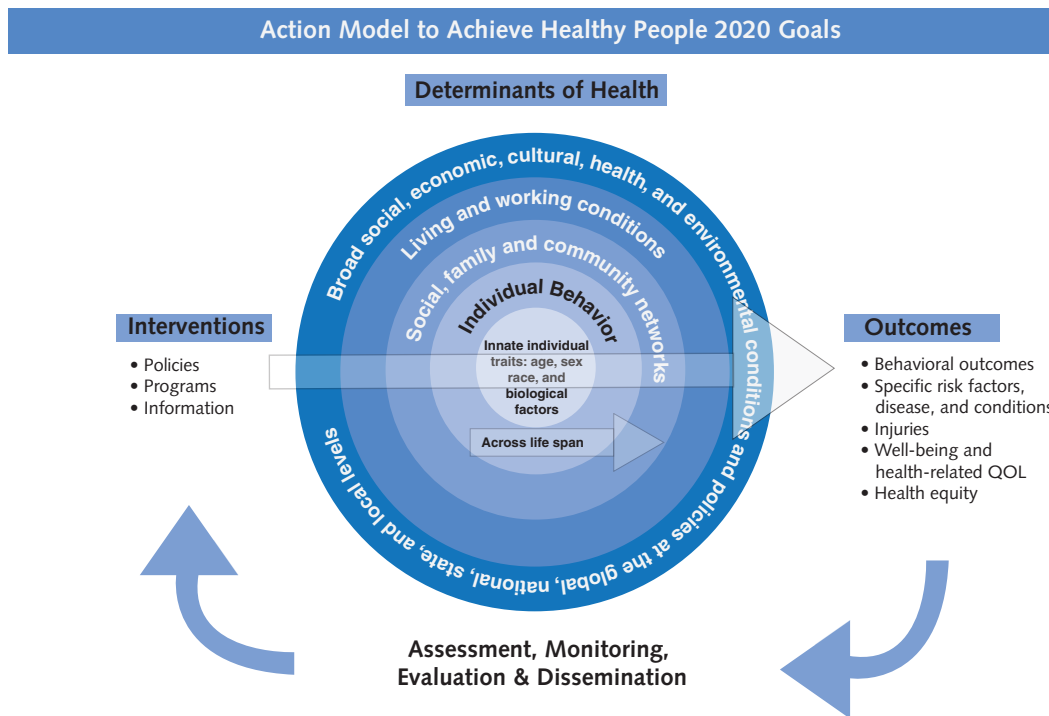 Action Model to Achieve Healthy People 2020 Goals
Determinants of Health
Broad social, economic, cultural, health, and environmental conditions and policies at the global, national, state, and local levels
Living and working conditions
Social, family and community networks
Individual Behavior
Innate individual
traits: age, sex
race, and
biological
factors
Across life span
Interventions
• Policies
• Programs
• Information
Outcomes
• Behavioral outcomes
• Specific risk factors,
disease, and conditions
• Injuries
• Well-being and
health-related QOL
• Health equity
Assessment, Monitoring,
Evaluation & Dissemination